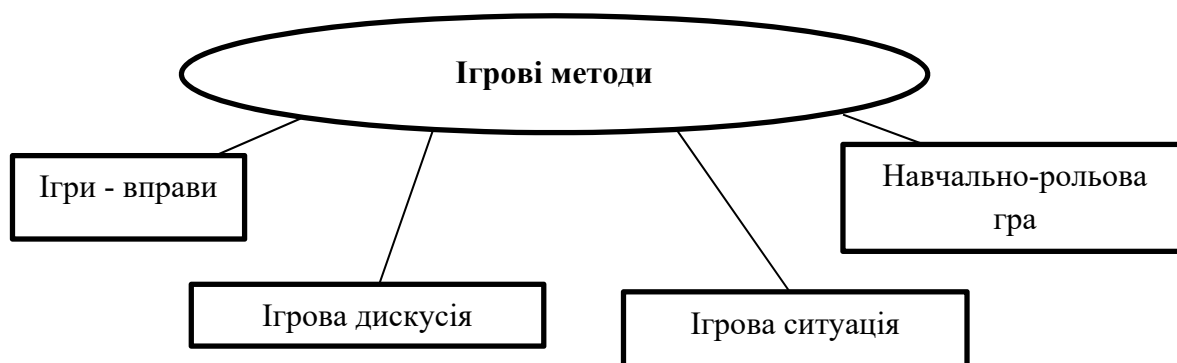 Ігрові методи
Ігри - вправи
Навчально-рольова
гра
Ігрова дискусія
Ігрова ситуація